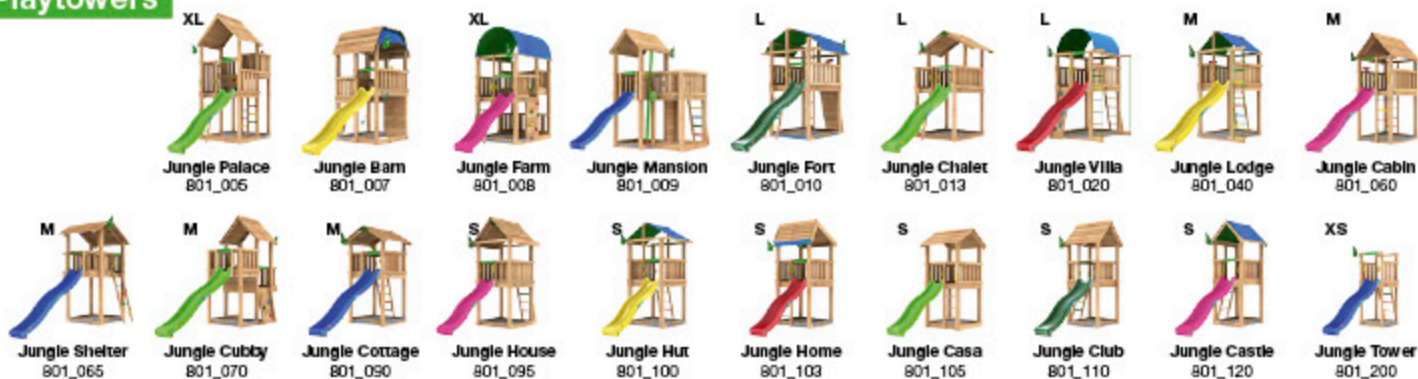 Playtowers
XL
XL
L
L
L
M
M
Jungle Palace
Jungle Barn
Jungle Farm
Jungle Mansion
Jungle Fort
Jungle Chalet
Jungle Villa
Jungle Lodge
Jungle Cabin
801_005
801_007
801_008
801_009
801_010
801_013
801_020
801_040
801_060
M
M
M
S
S
S
S
S
S
XS
Jungle Shelter
Jungle Cubby
Jungle Cottage
Jungle House
Jungle Hut
Jungle Home
Jungle Casa
Jungle Club
Jungle Castle
Jungle Tower
801_065
801_070
801_090
801_095
801_100
801_103
801_105
801_110
801_120
801_200